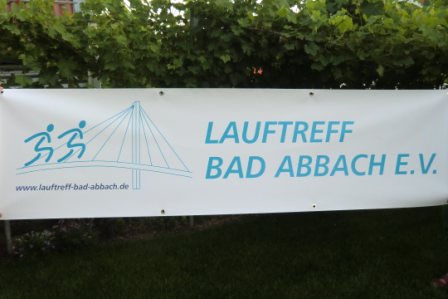 LAUFTREFF
BAD ABBACH E.V.
www.lauftreff-bad-abbach.de